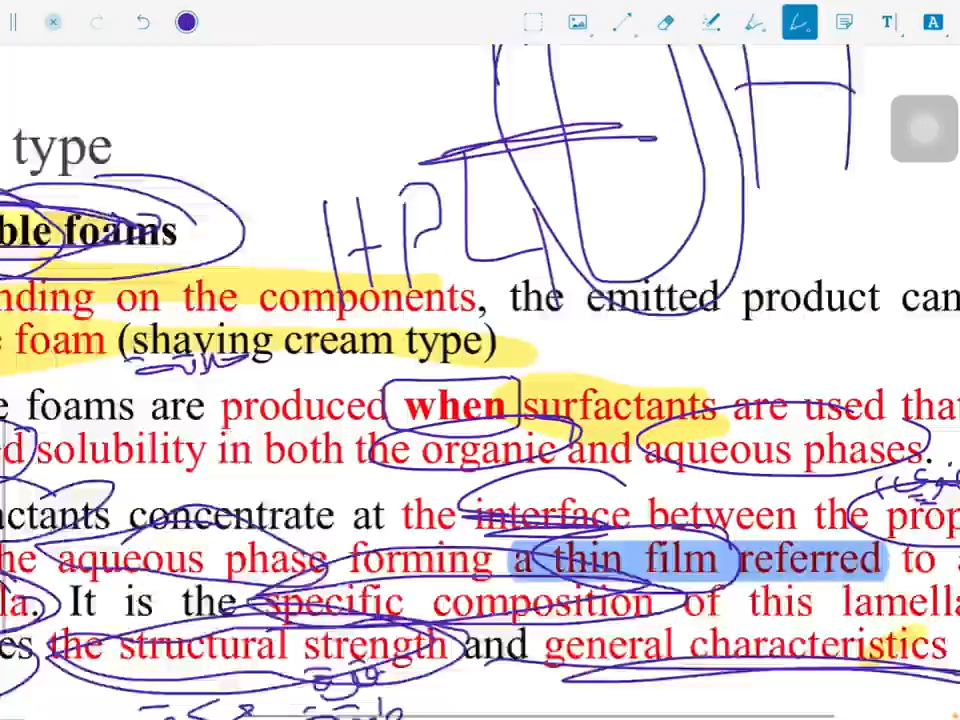 type
ble foams
nding on the components, the emitted product can
foam (shaving cream type)
e foams are produced when surfactants are used that
d solubility in both the organic and aqueous phases.
actants concentrate at the interface between the prop
he aqueous phase forming a thin film referred to a
la. It is the specific composition of this lamella
es the structural strength and general characteristics